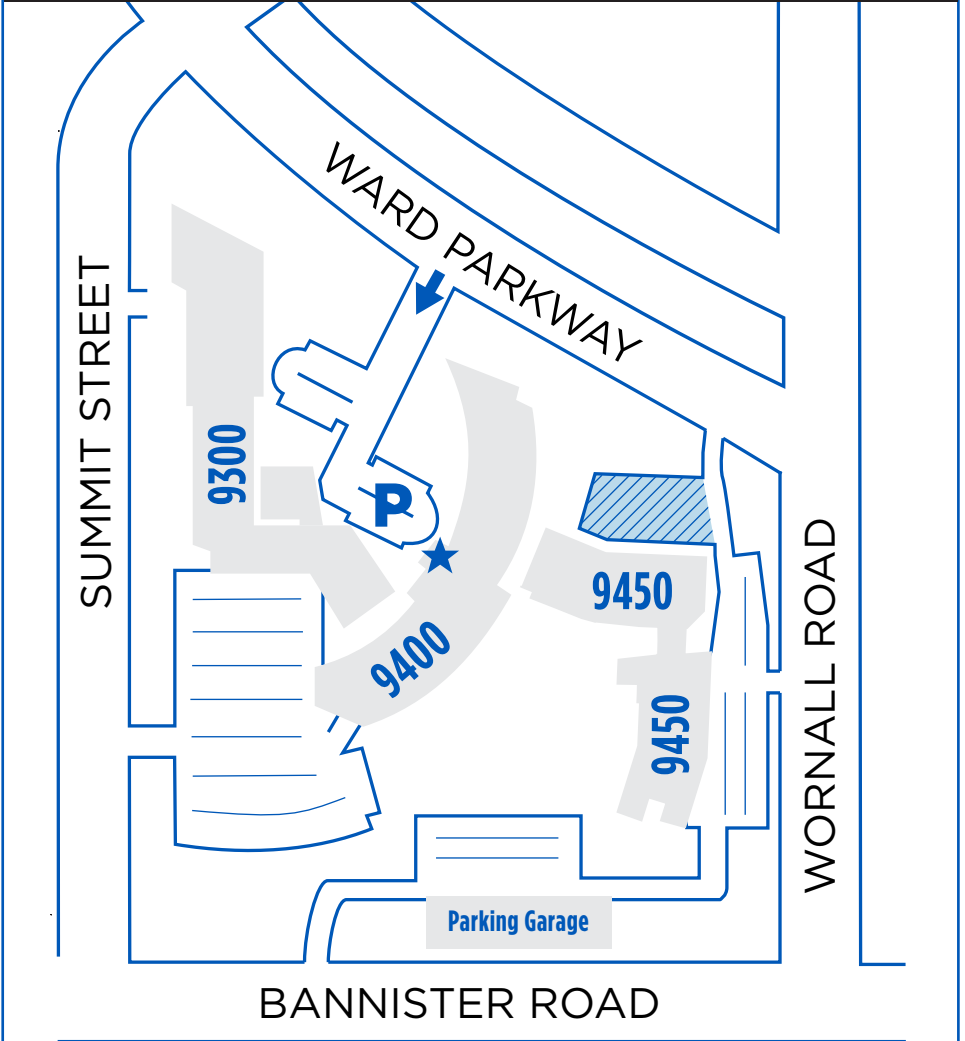 WARD PARKWAY
SUMMIT STREET
9300
P
9450
9400
9450
WORNALL ROAD
Parking Garage
BANNISTER ROAD